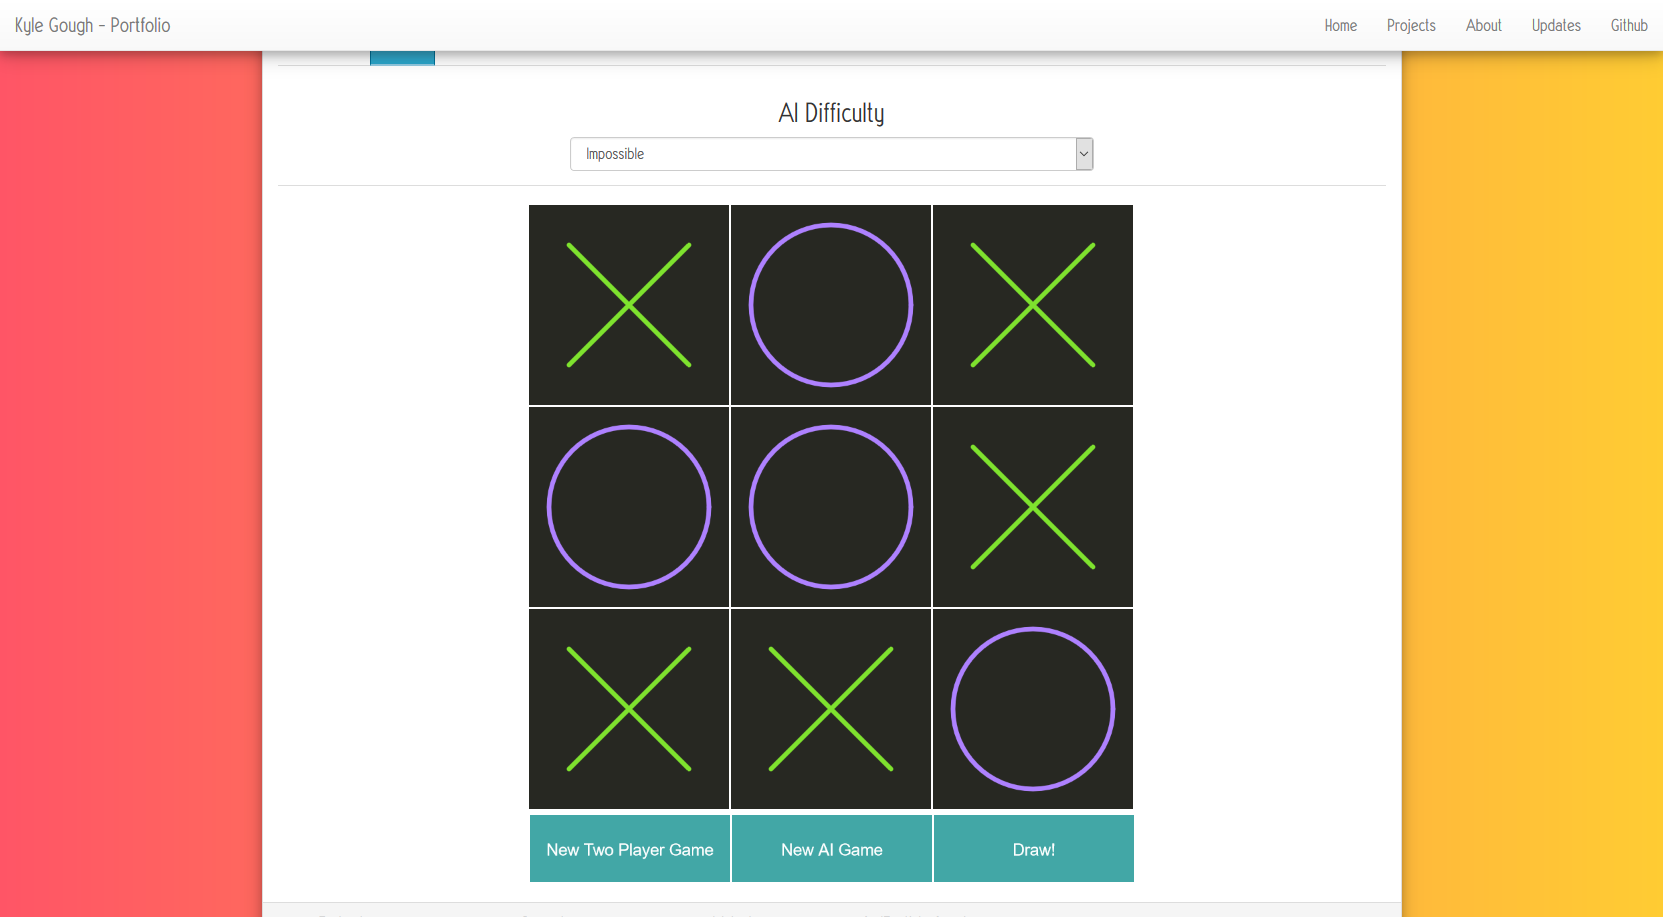 Kyle Gough - Portfolio
Home Projects About Updates Github
AI Difficulty
Impossible
New Two Player Game New AI Game Draw!